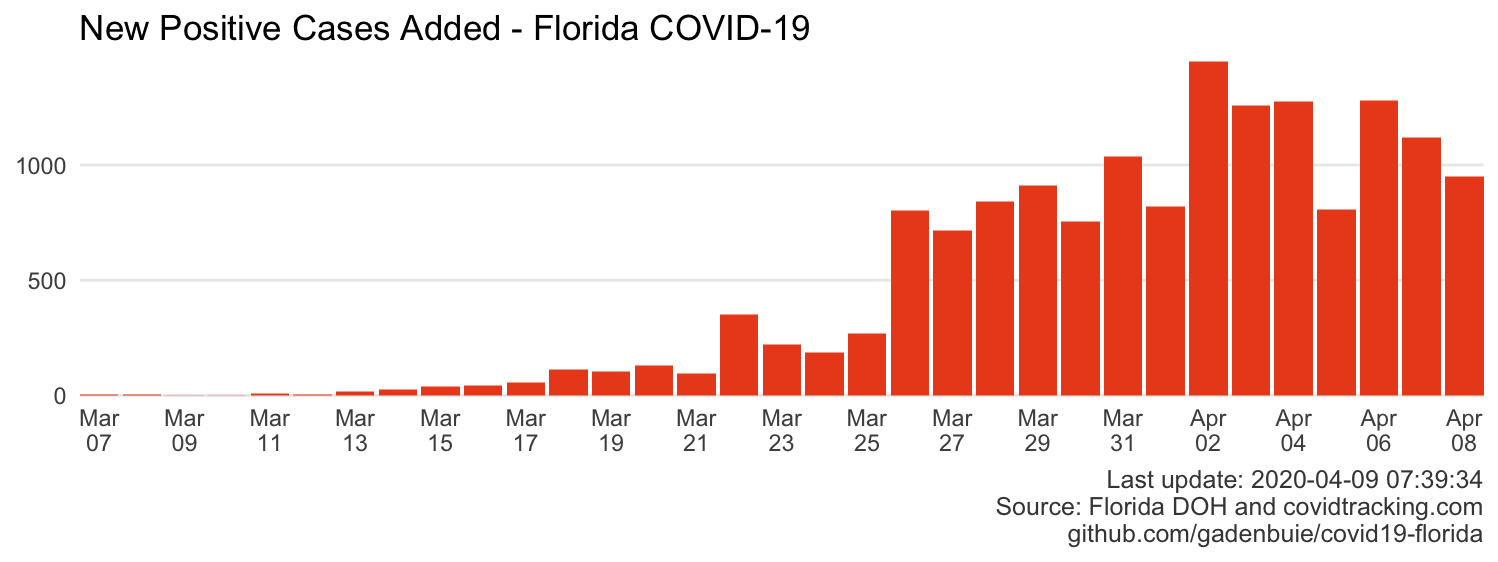 New Positive Cases Added - Florida COVID-19
1000
500
0
Mar Mar Mar Mar Mar Mar Mar Mar Mar Mar Mar Mar Mar Apr Apr Apr Apr
07 09 11 13 15 17 19 21 23 25 27 29 31 02 04 06 08
Last update: 2020-04-09 07:39:34
Source: Florida DOH and covidtracking.com
github.com/gadenbuie/covid19-florida